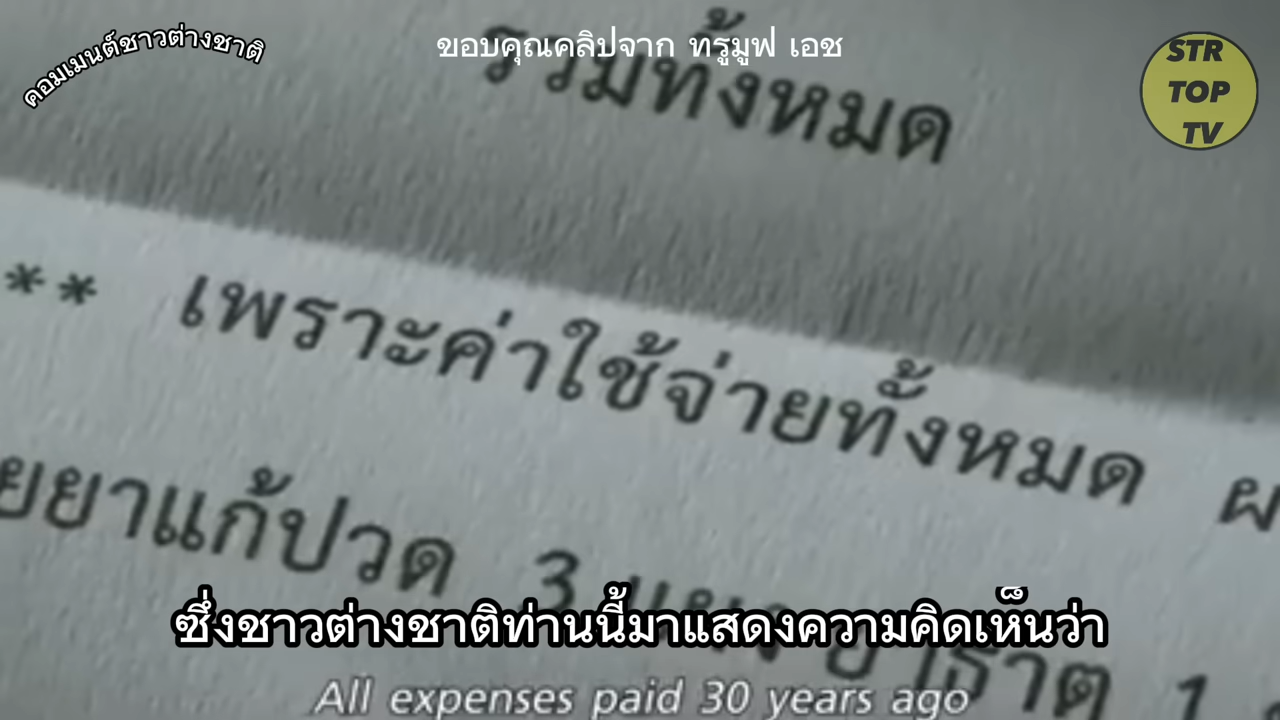 คอมเมนต์ชาวต่างชาติ
ขอบคุณคลิปจาก ทรูมูฟ เอช
STR
TOP
TV
รวมทั้งหมด
** เพราะค่าใช้จ่ายทั้งหมด
ยาแก้ปวด 3
ซึ่งชาวต่างชาติท่านนี้มาแสดงความคิดเห็นว่า
All expenses paid 30 years ago